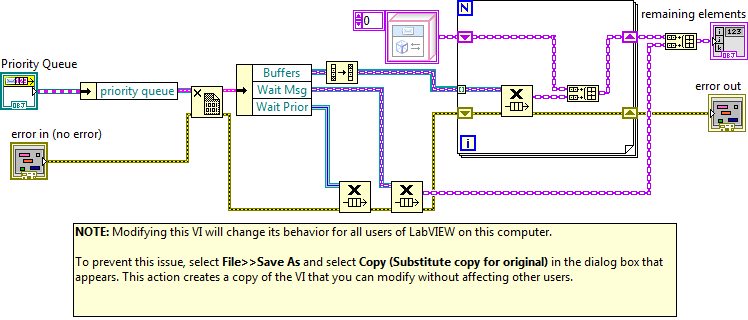 0
N
remaining elements
123
Priority Queue
OBJ
priority queue
Buffers
Wait Msg
Wait Prior
error in (no error)
error out
i
NOTE: Modifying this VI will change its behavior for all users of LabVIEW on this computer.
To prevent this issue, select File>>Save As and select Copy (Substitute copy for original) in the dialog box that
appears. This action creates a copy of the VI that you can modify without affecting other users.